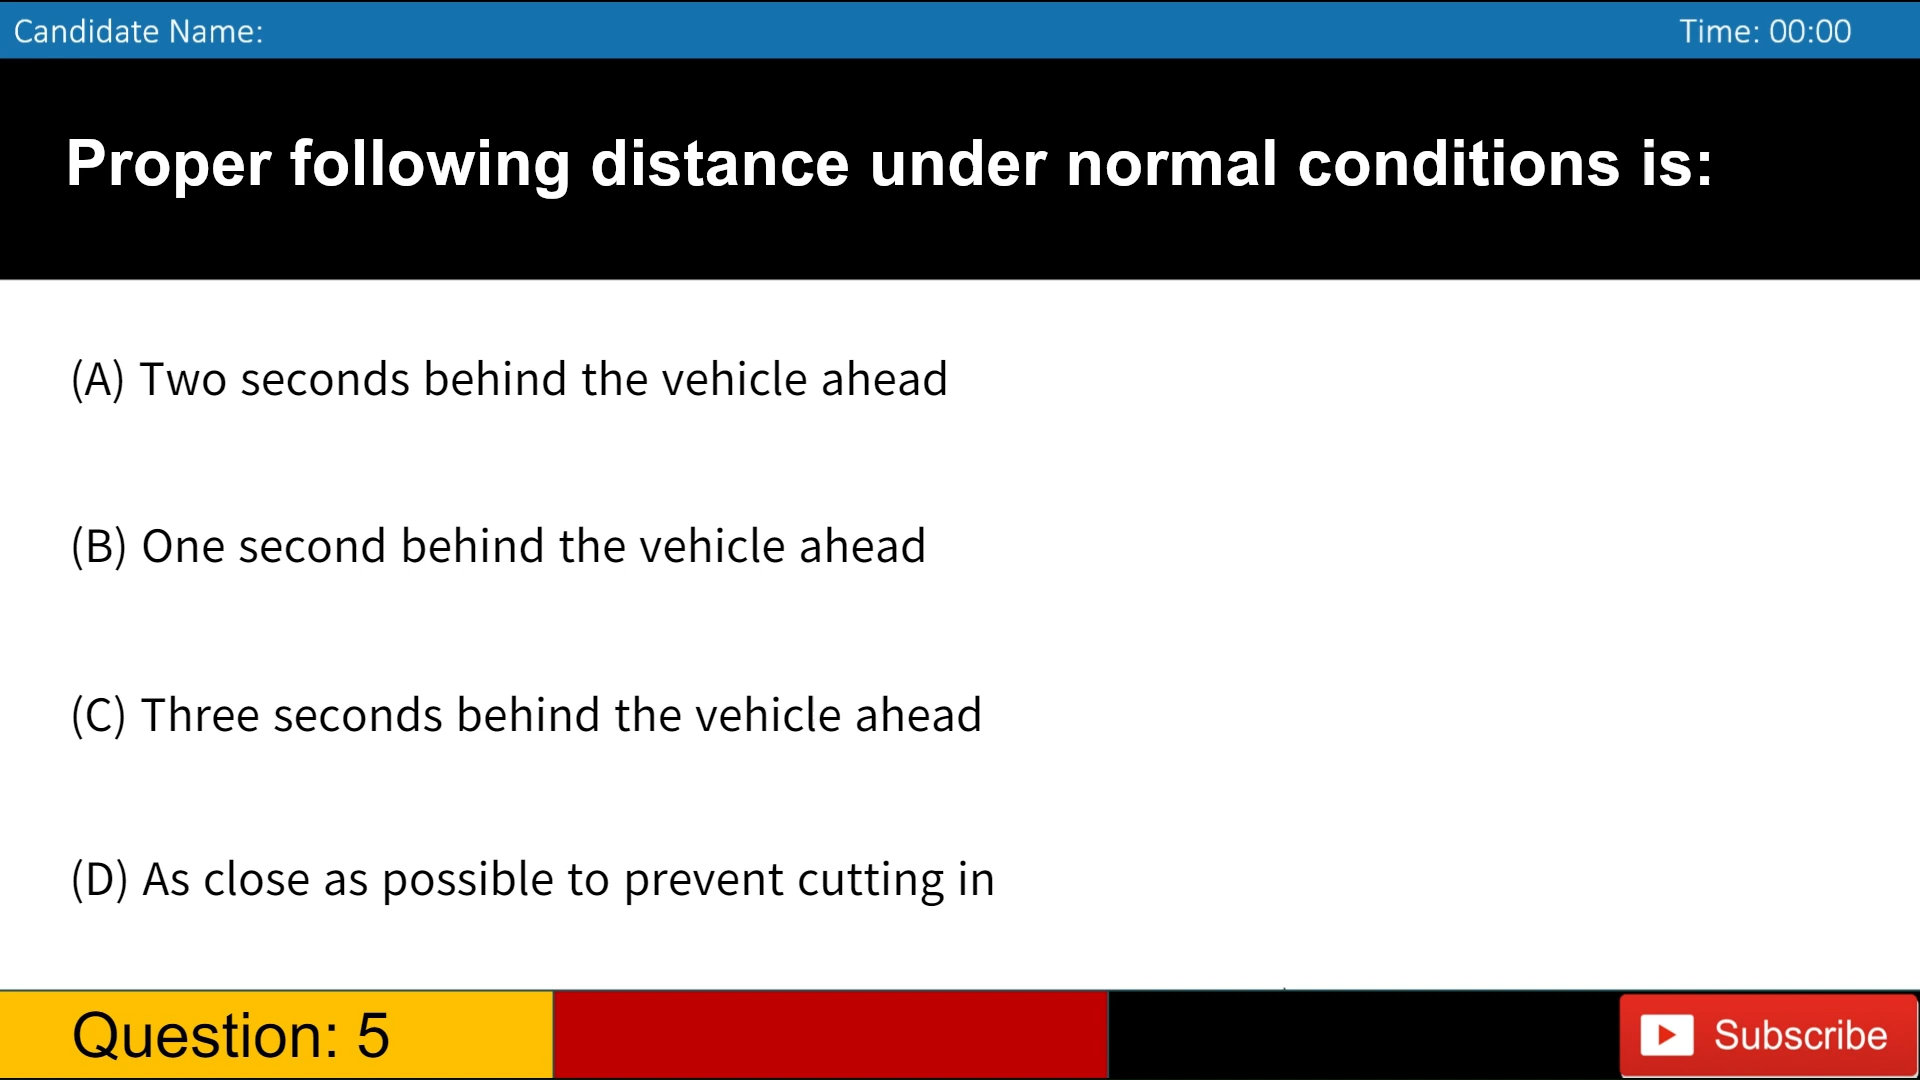 Candidate Name:
Time: 00:00
Proper following distance under normal conditions is:
(A) Two seconds behind the vehicle ahead
(B) One second behind the vehicle ahead
(C) Three seconds behind the vehicle ahead
(D) As close as possible to prevent cutting in
Question: 5
Subscribe